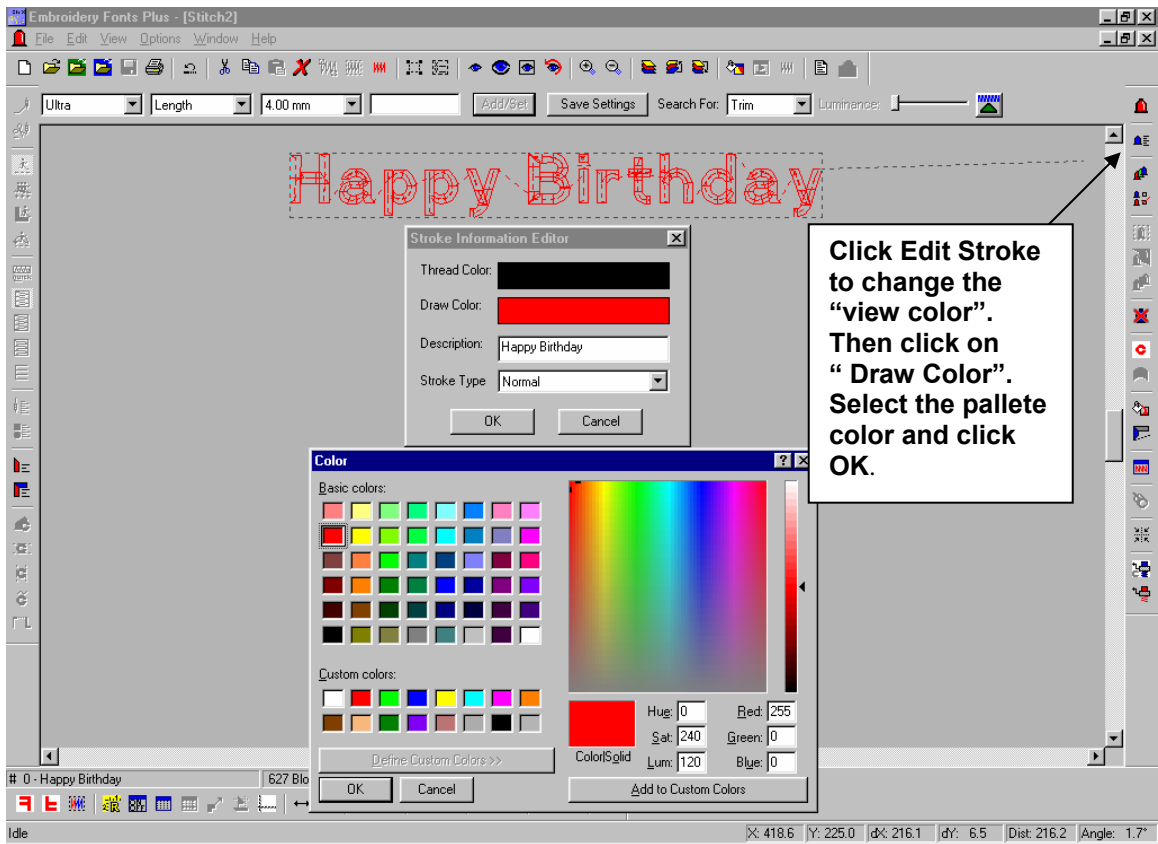 Embroidery Fonts Plus - [Stitch2]
File Edit View Options Window Help
Ultra Length 4.00 mm Add/Set Save Settings Search For: Trim Luminance:
Happy Birthday
Stroke Information Editor
Thread Color:
Draw Color:
Description: Happy Birthday
Stroke Type Normal
OK Cancel
Click Edit Stroke
to change the
“view color”.
Then click on
“ Draw Color”.
Select the pallete
color and click
OK.
Color
Basic colors:
Custom colors:
Define Custom Colors >>
OK Cancel
Color|Solid
Hue: 0 Red: 255
Sat: 240 Green: 0
Lum: 120 Blue: 0
Add to Custom Colors
# 0 - Happy Birthday 627 Blo
Idle X: 418.6 Y: 225.0 dX: 216.1 dY: 6.5 Dist: 216.2 Angle: 1.7°